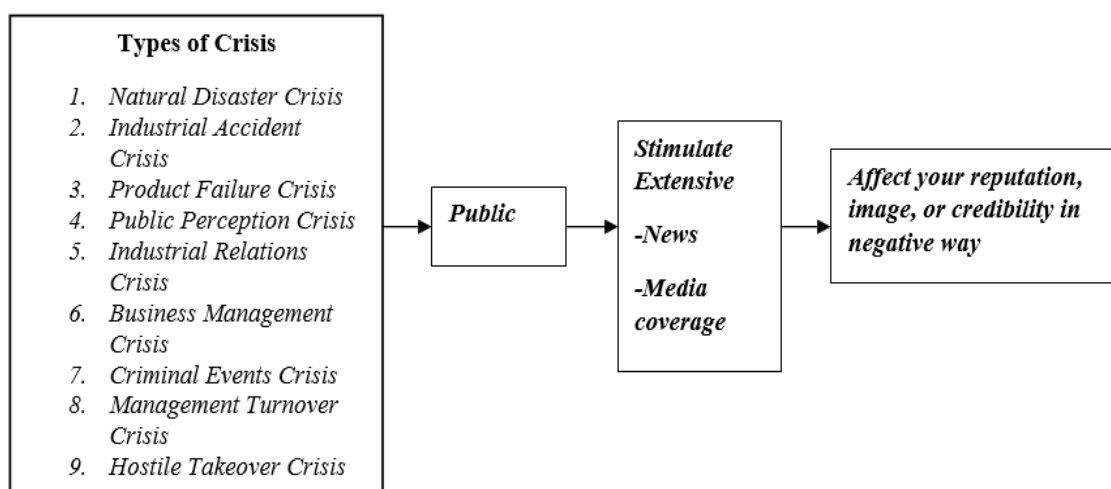 Types of Crisis
1. Natural Disaster Crisis
2. Industrial Accident
Crisis
3. Product Failure Crisis
4. Public Perception Crisis
5. Industrial Relations
Crisis
6. Business Management
Crisis
7. Criminal Events Crisis
8. Management Turnover
Crisis
9. Hostile Takeover Crisis
Public
Stimulate
Extensive
-News
-Media
coverage
Affect your reputation,
image, or credibility in
negative way